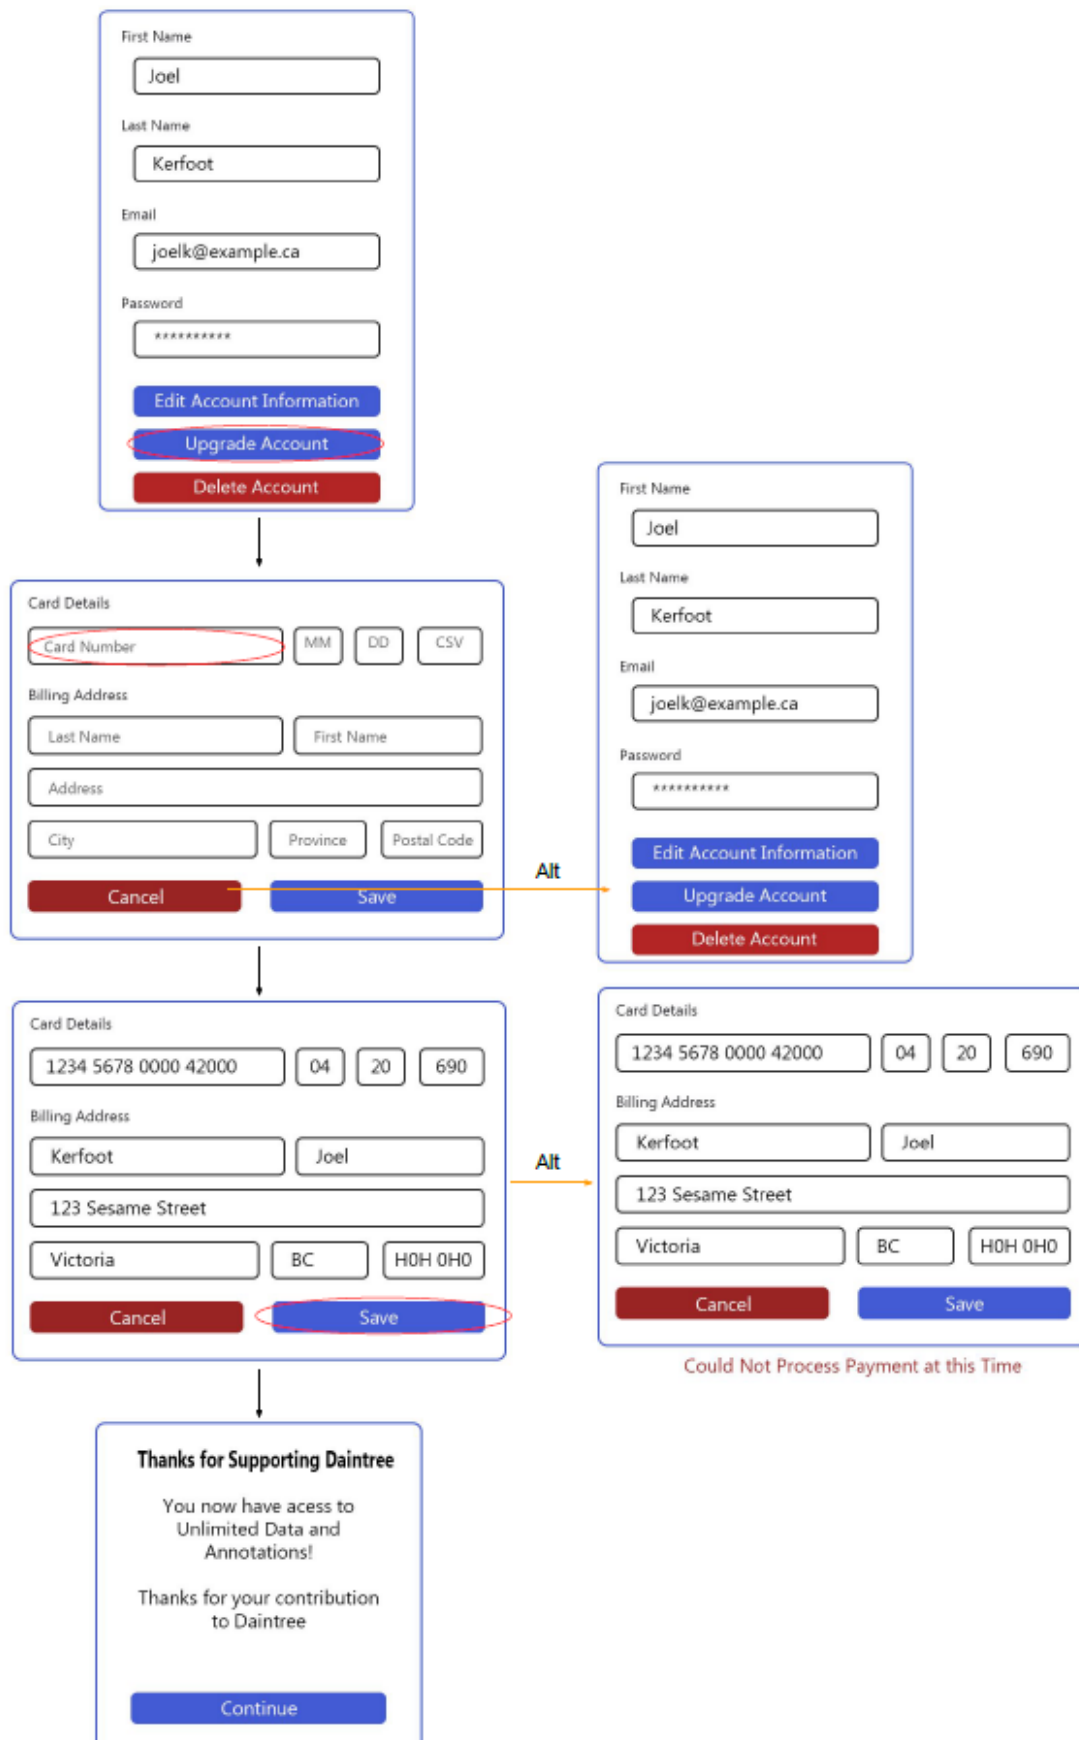 First Name
Joel
Last Name
Kerfoot
Email
joelk@example.ca
Password
**********
Edit Account Information
Upgrade Account
Delete Account
Card Details
Card Number MM DD CSV
Billing Address
Last Name First Name
Address
City Province Postal Code
Cancel Save
Alt
First Name
Joel
Last Name
Kerfoot
Email
joelk@example.ca
Password
**********
Edit Account Information
Upgrade Account
Delete Account
Card Details
1234 5678 0000 42000 04 20 690
Billing Address
Kerfoot Joel
123 Sesame Street
Victoria BC H0H 0H0
Cancel Save
Alt
Card Details
1234 5678 0000 42000 04 20 690
Billing Address
Kerfoot Joel
123 Sesame Street
Victoria BC H0H 0H0
Cancel Save
Could Not Process Payment at this Time
Thanks for Supporting Daintree
You now have acess to
Unlimited Data and
Annotations!
Thanks for your contribution
to Daintree
Continue